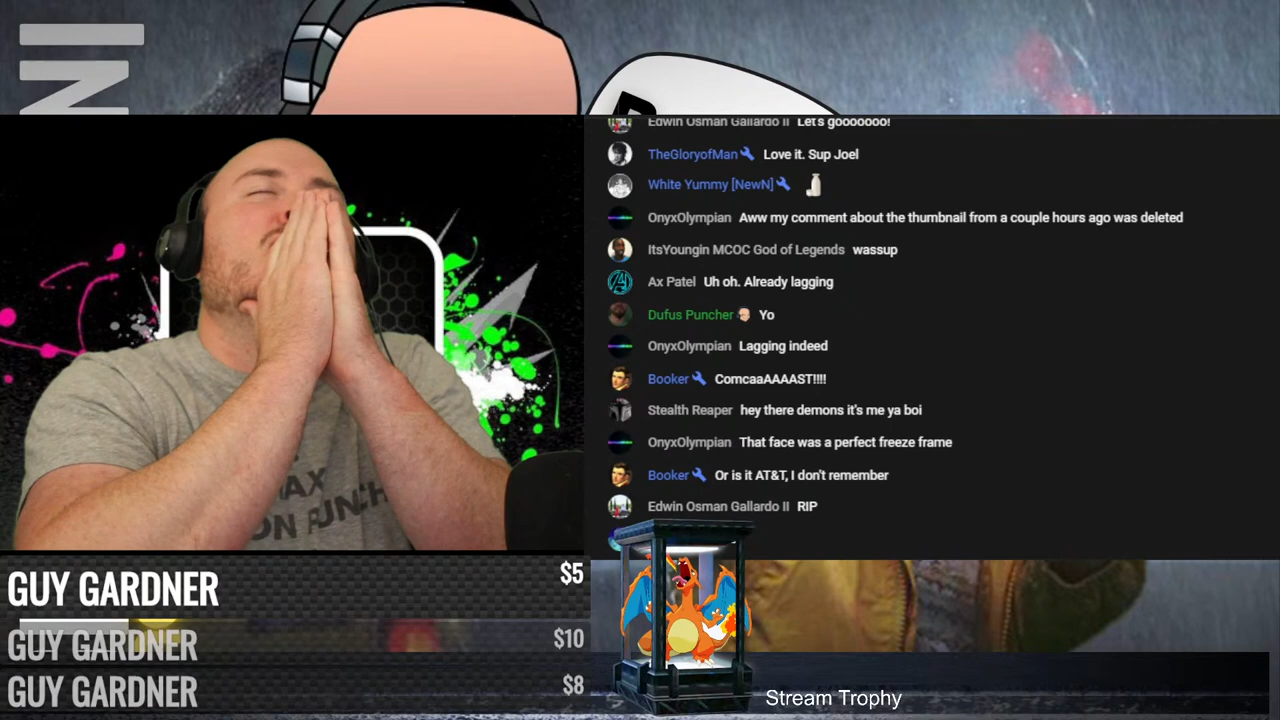 Edwin Osman Gallardo II Let's gooooooo!
TheGloryofMan Love it. Sup Joel
White Yummy [NewN]
OnyxOlympian Aww my comment about the thumbnail from a couple hours ago was deleted
ItsYoungin MCOC God of Legends wassup
Ax Patel Uh oh. Already lagging
Dufus Puncher Yo
OnyxOlympian Lagging indeed
Booker ComcaaAAAAST!!!!
Stealth Reaper hey there demons it's me ya boi
OnyxOlympian That face was a perfect freeze frame
Booker Or is it AT&T, I don't remember
Edwin Osman Gallardo II RIP
GUY GARDNER $5
GUY GARDNER $10
GUY GARDNER $8
Stream Trophy